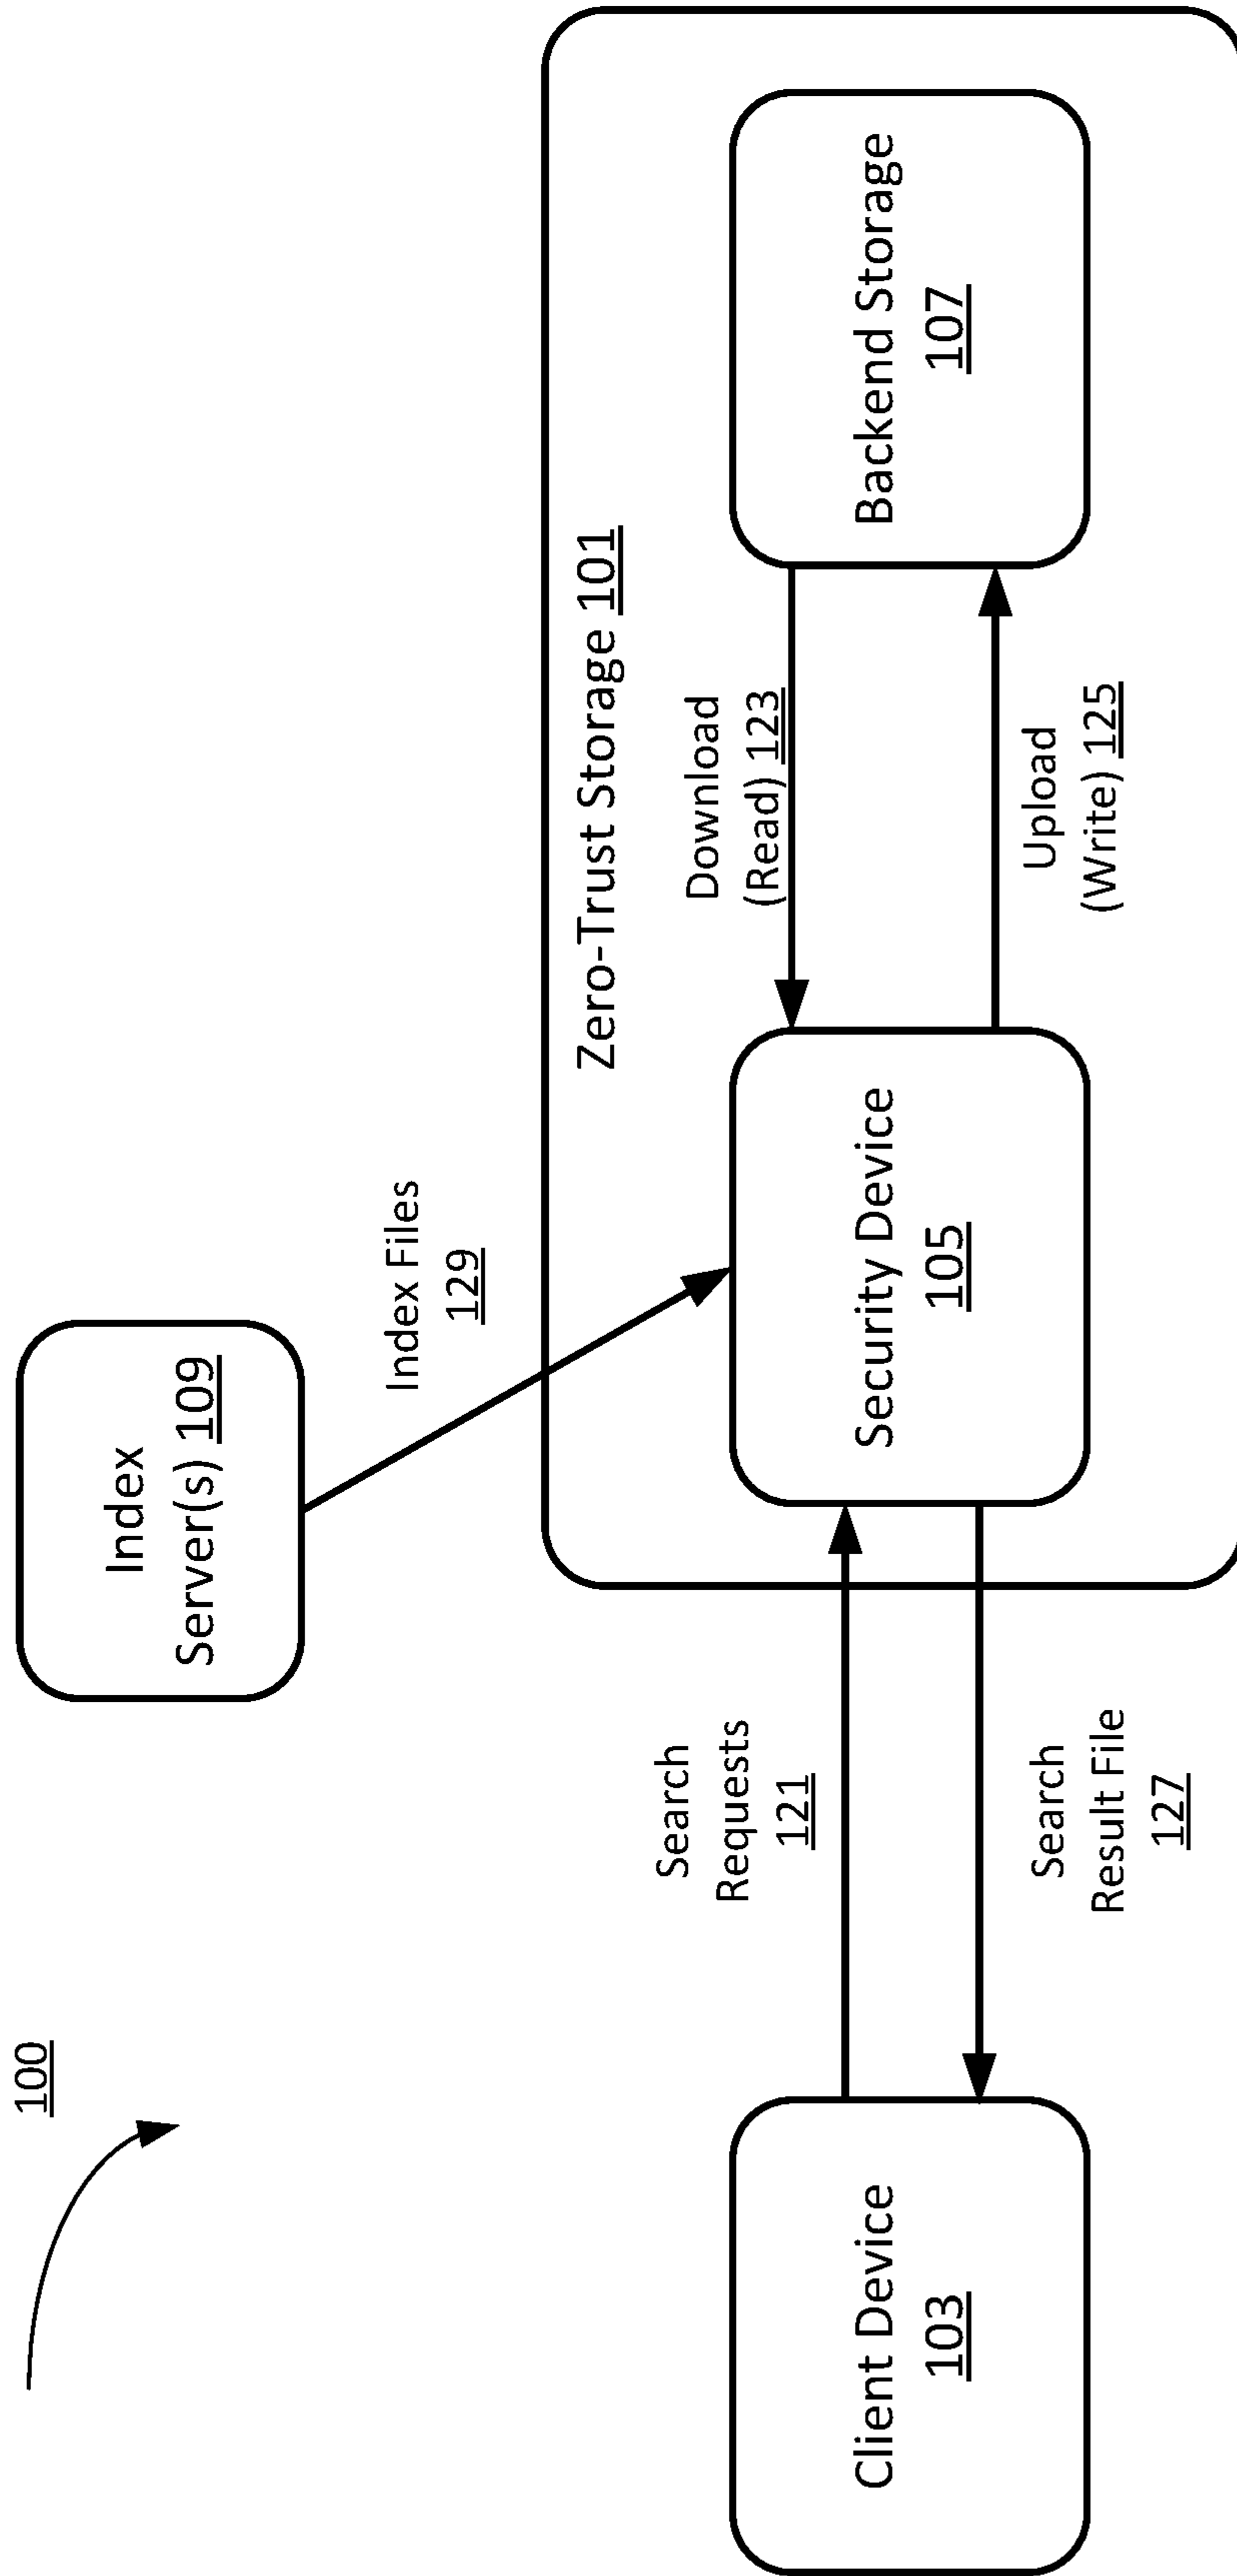 100
Index
Server(s) 109
Index Files
129
Zero-Trust Storage 101
Client Device
103
Search
Requests
121
Search
Result File
127
Security Device
105
Download
(Read) 123
Upload
(Write) 125
Backend Storage
107